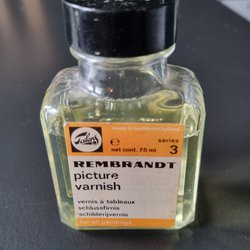 Talens
made in apeldoorn-holland
series
℮
net cont. 75 ml
3
REMBRANDT
picture
varnish
vernis à tableaux
schlussfirnis
schilderijvernis
for oil paintings